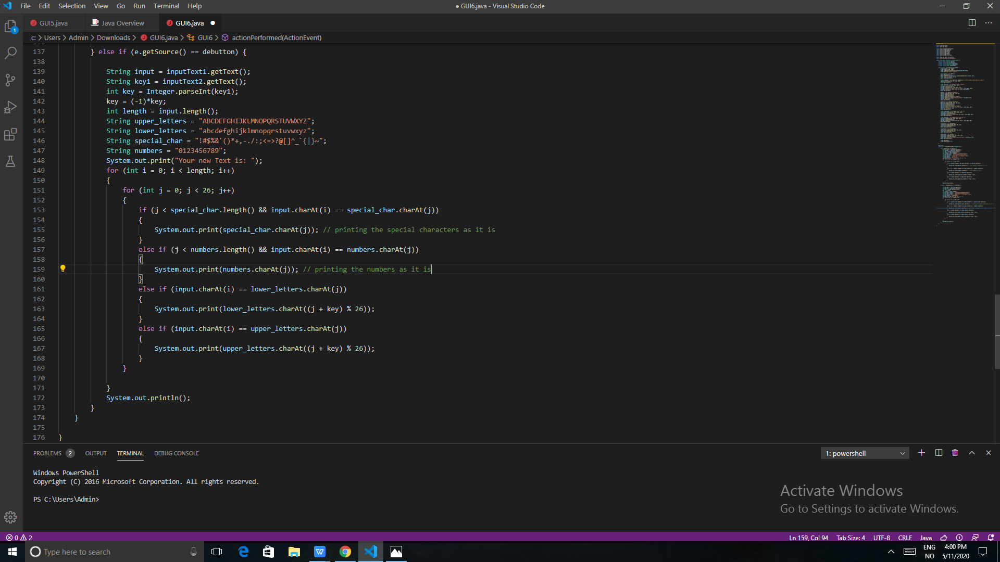 File Edit Selection View Go Run Terminal Help
● GUI6.java - Visual Studio Code
GUI5.java Java Overview GUI6.java ●
c: > Users > Admin > Downloads > GUI6.java > GUI6 > actionPerformed(ActionEvent)
1
137 } else if (e.getSource() == debutton) {
138
139 String input = inputText1.getText();
140 String key1 = inputText2.getText();
141 int key = Integer.parseInt(key1);
142 key = (-1)*key;
143 int length = input.length();
144 String upper_letters = "ABCDEFGHIJKLMNOPQRSTUVWXYZ";
145 String lower_letters = "abcdefghijklmnopqrstuvwxyz";
146 String special_char = "!#$%&'()*+,-./:;<=>?@[]^_`{|}~";
147 String numbers = "0123456789";
148 System.out.print("Your new Text is: ");
149 for (int i = 0; i < length; i++)
150 {
151 for (int j = 0; j < 26; j++)
152 {
153 if (j < special_char.length() && input.charAt(i) == special_char.charAt(j))
154 {
155 System.out.print(special_char.charAt(j)); // printing the special characters as it is
156 }
157 else if (j < numbers.length() && input.charAt(i) == numbers.charAt(j))
158 {
159 System.out.print(numbers.charAt(j)); // printing the numbers as it is
160 }
161 else if (input.charAt(i) == lower_letters.charAt(j))
162 {
163 System.out.print(lower_letters.charAt((j + key) % 26));
164 }
165 else if (input.charAt(i) == upper_letters.charAt(j))
166 {
167 System.out.print(upper_letters.charAt((j + key) % 26));
168 }
169 }
170
171 }
172 System.out.println();
173 }
174 }
175
176 }
PROBLEMS 2 OUTPUT TERMINAL DEBUG CONSOLE
1: powershell
Windows PowerShell
Copyright (C) 2016 Microsoft Corporation. All rights reserved.
PS C:\Users\Admin>
Activate Windows
Go to Settings to activate Windows.
0 2
Ln 159, Col 94 Tab Size: 4 UTF-8 CRLF Java
Type here to search
ENG 4:00 PM
NO 5/11/2020